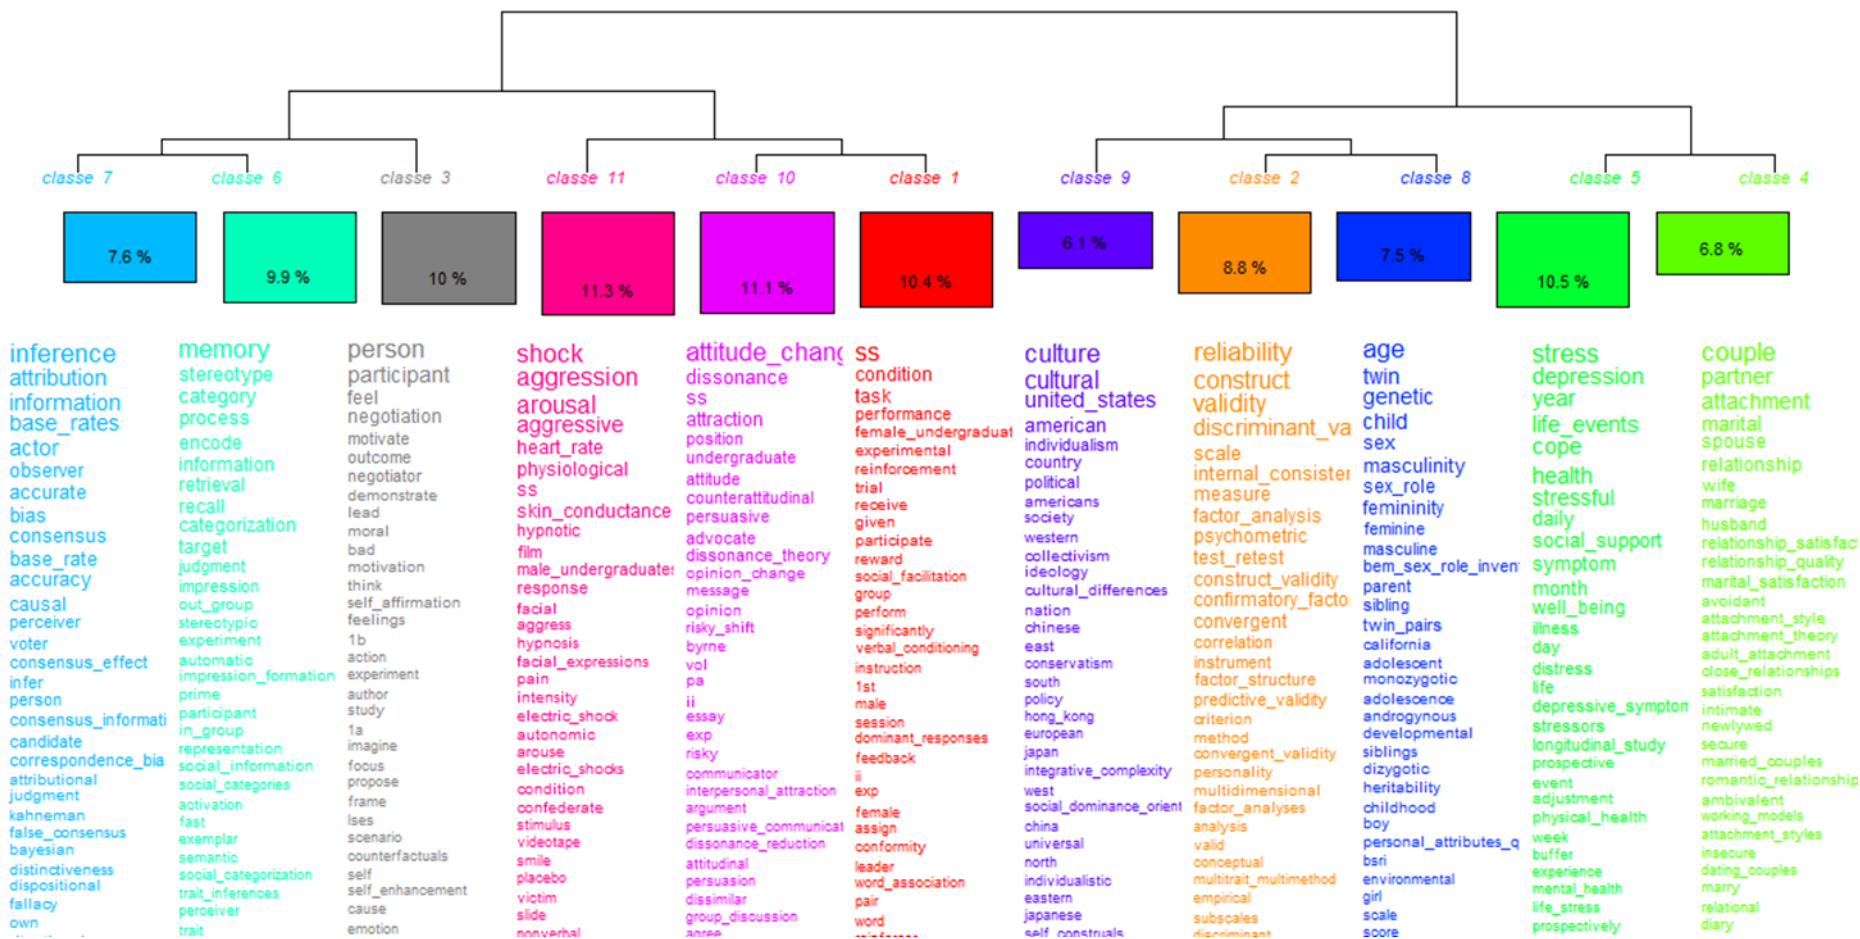 classe 7
classe 6
classe 3
classe 11
classe 10
classe 1
classe 9
classe 2
classe 8
classe 5
classe 4
7.6 %
9.9 %
10 %
11.3 %
11.1 %
10.4 %
6.1 %
8.8 %
7.5 %
10.5 %
6.8 %
inference
attribution
information
base_rates
actor
observer
accurate
bias
consensus
base_rate
accuracy
causal
perceiver
voter
consensus_effect
infer
person
consensus_informati
candidate
correspondence_bia
attributional
judgment
kahneman
false_consensus
bayesian
distinctiveness
dispositional
fallacy
own
memory
stereotype
category
process
encode
information
retrieval
recall
categorization
target
judgment
impression
out_group
stereotypic
experiment
automatic
impression_formation
prime
participant
in_group
representation
social_information
social_categories
activation
fast
exemplar
semantic
social_categorization
trait_inferences
perceiver
trait
person
participant
feel
negotiation
motivate
outcome
negotiator
demonstrate
lead
moral
bad
motivation
think
self_affirmation
feelings
1b
action
experiment
author
study
1a
imagine
focus
propose
frame
lses
scenario
counterfactuals
self
self_enhancement
cause
emotion
shock
aggression
arousal
aggressive
heart_rate
physiological
ss
skin_conductance
hypnotic
film
male_undergraduates
response
facial
aggress
hypnosis
facial_expressions
pain
intensity
electric_shock
autonomic
arouse
electric_shocks
condition
confederate
stimulus
videotape
smile
placebo
victim
slide
nonverbal
attitude_chang
dissonance
ss
attraction
position
undergraduate
attitude
counterattitudinal
persuasive
advocate
dissonance_theory
opinion_change
message
opinion
risky_shift
byrne
vol
pa
ii
essay
exp
risky
communicator
interpersonal_attraction
argument
persuasive_communicat
dissonance_reduction
attitudinal
persuasion
dissimilar
group_discussion
agree
ss
condition
task
performance
female_undergraduat
experimental
reinforcement
trial
receive
given
participate
reward
social_facilitation
group
perform
significantly
verbal_conditioning
instruction
1st
male
session
dominant_responses
feedback
ii
exp
female
assign
conformity
leader
word_association
pair
word
reinforcer
culture
cultural
united_states
american
individualism
country
political
americans
society
western
collectivism
ideology
cultural_differences
nation
chinese
east
conservatism
south
policy
hong_kong
european
japan
integrative_complexity
west
social_dominance_orient
china
universal
north
individualistic
eastern
japanese
self_construals
reliability
construct
validity
discriminant_va
scale
internal_consister
measure
factor_analysis
psychometric
test_retest
construct_validity
confirmatory_facto
convergent
correlation
instrument
factor_structure
predictive_validity
criterion
method
convergent_validity
personality
multidimensional
factor_analyses
analysis
valid
conceptual
multitrait_multimethod
empirical
subscales
discriminant
age
twin
genetic
child
sex
masculinity
sex_role
femininity
feminine
masculine
bem_sex_role_inven
parent
sibling
twin_pairs
california
adolescent
monozygotic
adolescence
androgynous
developmental
siblings
dizygotic
heritability
childhood
boy
personal_attributes_q
bsri
environmental
girl
scale
score
stress
depression
year
life_events
cope
health
stressful
daily
social_support
symptom
month
well_being
illness
day
distress
life
depressive_symptom
stressors
longitudinal_study
prospective
event
adjustment
physical_health
week
buffer
experience
mental_health
life_stress
prospectively
couple
partner
attachment
marital
spouse
relationship
wife
marriage
husband
relationship_satisfac
relationship_quality
marital_satisfaction
avoidant
attachment_style
attachment_theory
adult_attachment
close_relationships
satisfaction
intimate
newlywed
secure
married_couples
romantic_relationship
ambivalent
working_models
attachment_styles
insecure
dating_couples
marry
relational
diary